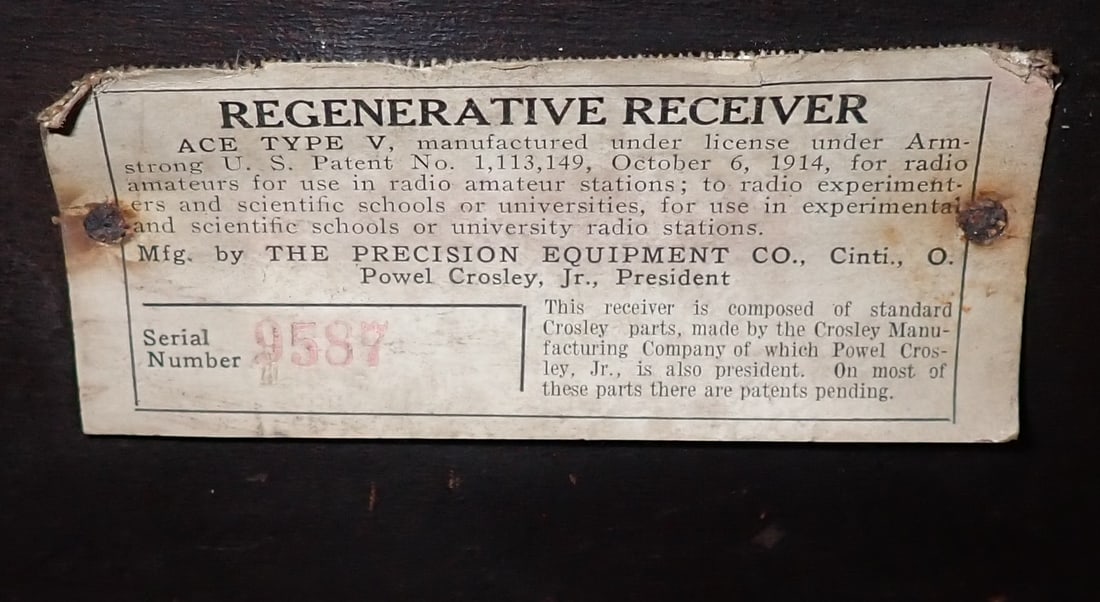 REGENERATIVE RECEIVER
ACE TYPE V, manufactured under license under Arm-
strong U. S. Patent No. 1,113,149, October 6, 1914, for radio
amateurs for use in radio amateur stations; to radio experiment-
ers and scientific schools or universities, for use in experimental
and scientific schools or university radio stations.
Mfg. by THE PRECISION EQUIPMENT CO., Cinti., O.
Powel Crosley, Jr., President
Serial
Number 9587
This receiver is composed of standard
Crosley parts, made by the Crosley Manu-
facturing Company of which Powel Cros-
ley, Jr., is also president. On most of
these parts there are patents pending.